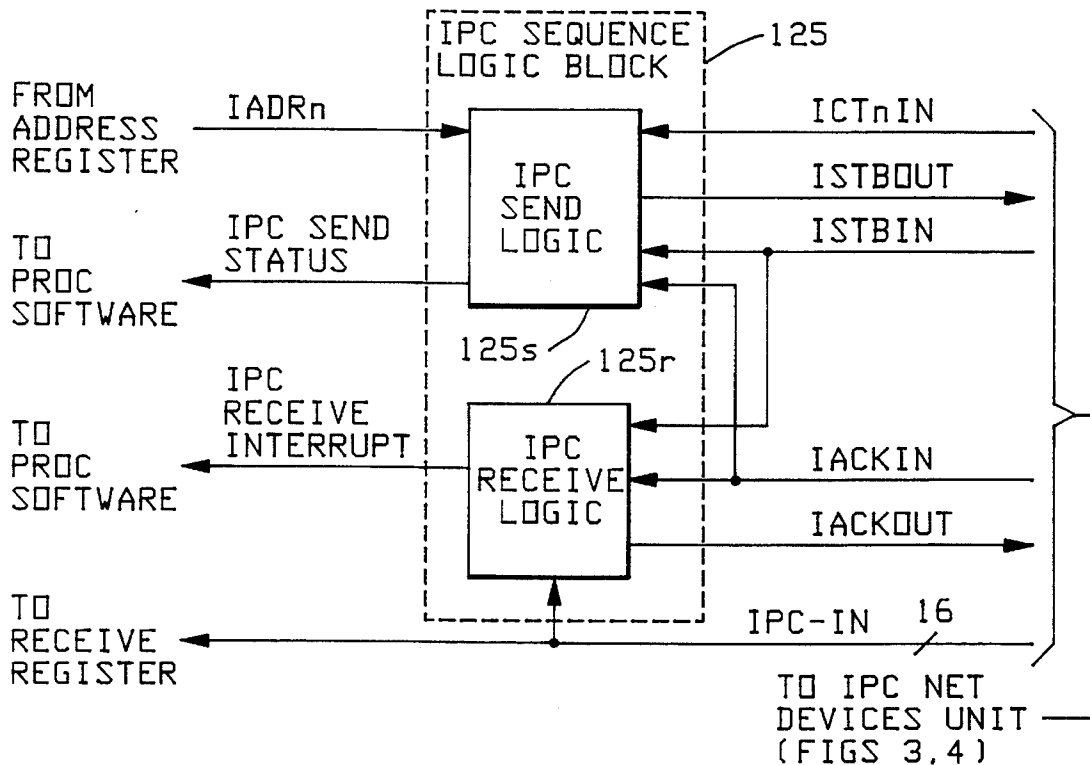 IPC SEQUENCE
LOGIC BLOCK
125
FROM
ADDRESS
REGISTER
IADRn
ICTnIN
IPC
SEND
LOGIC
ISTBOUT
ISTBIN
TO
PROC
SOFTWARE
IPC SEND
STATUS
125s
125r
IPC
RECEIVE
INTERRUPT
TO
PROC
SOFTWARE
IPC
RECEIVE
LOGIC
IACKIN
IACKOUT
TO
RECEIVE
REGISTER
IPC-IN
16
TO IPC NET
DEVICES UNIT
(FIGS 3,4)